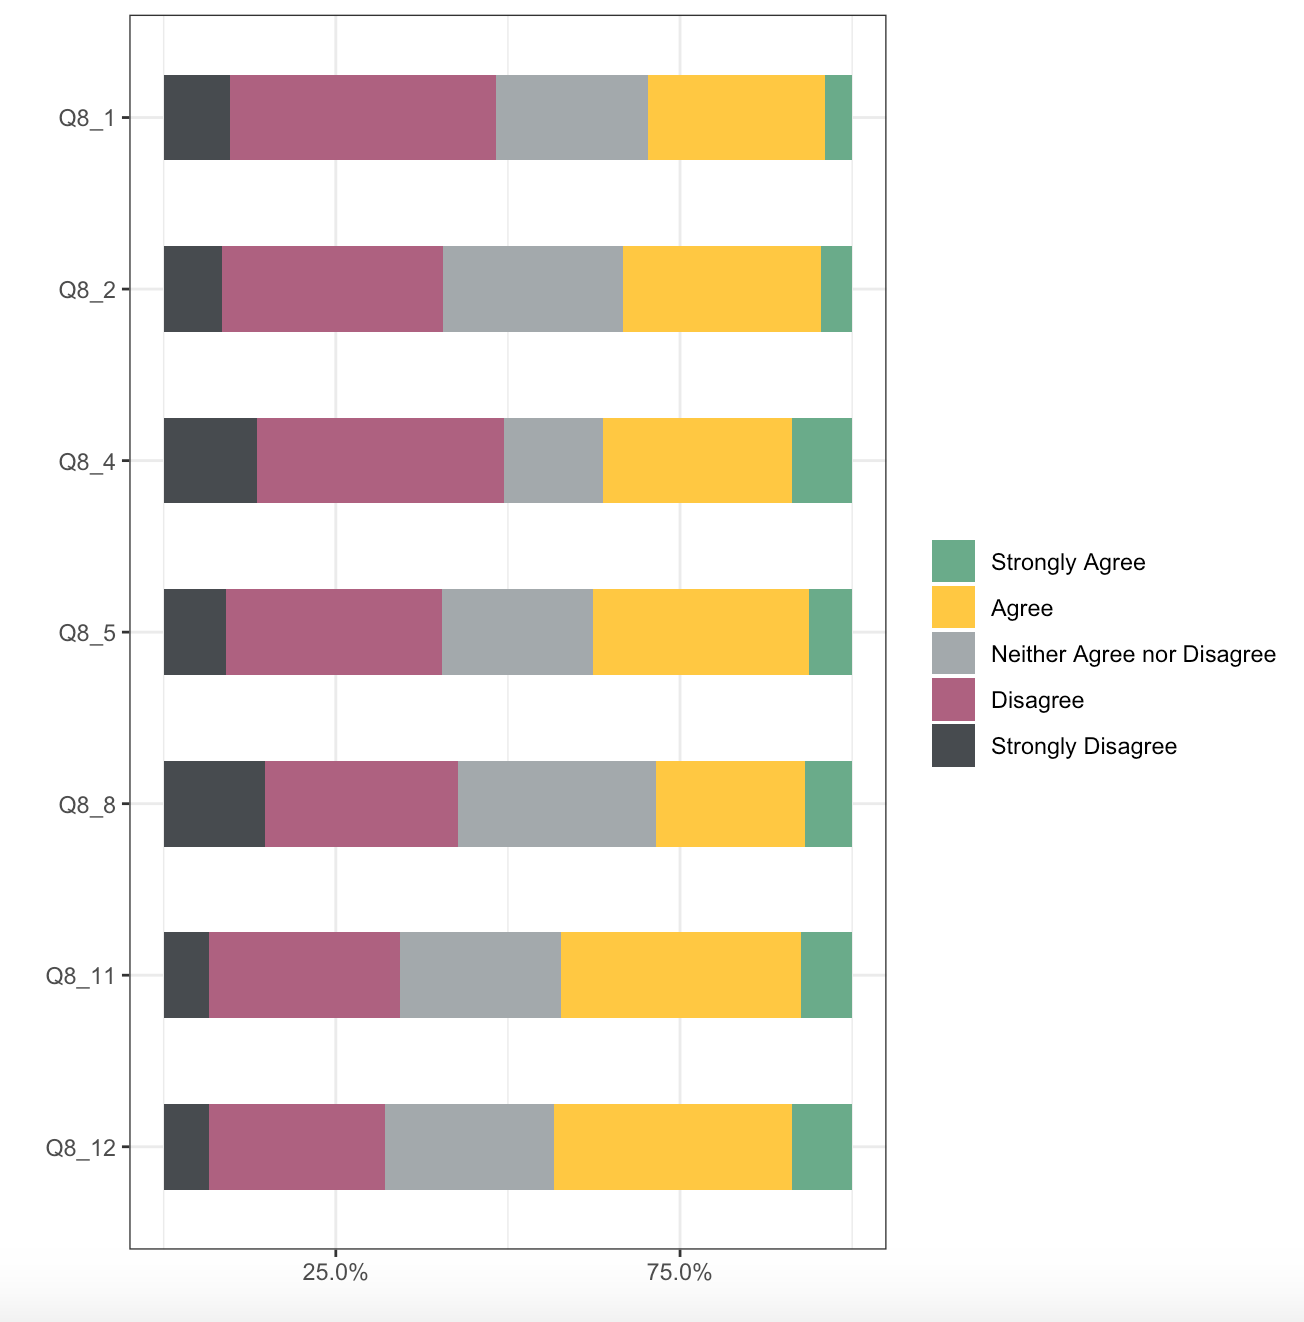 Q8_1
Q8_2
Q8_4
Q8_5
Q8_8
Q8_11
Q8_12
25.0% 75.0%
Strongly Agree
Agree
Neither Agree nor Disagree
Disagree
Strongly Disagree